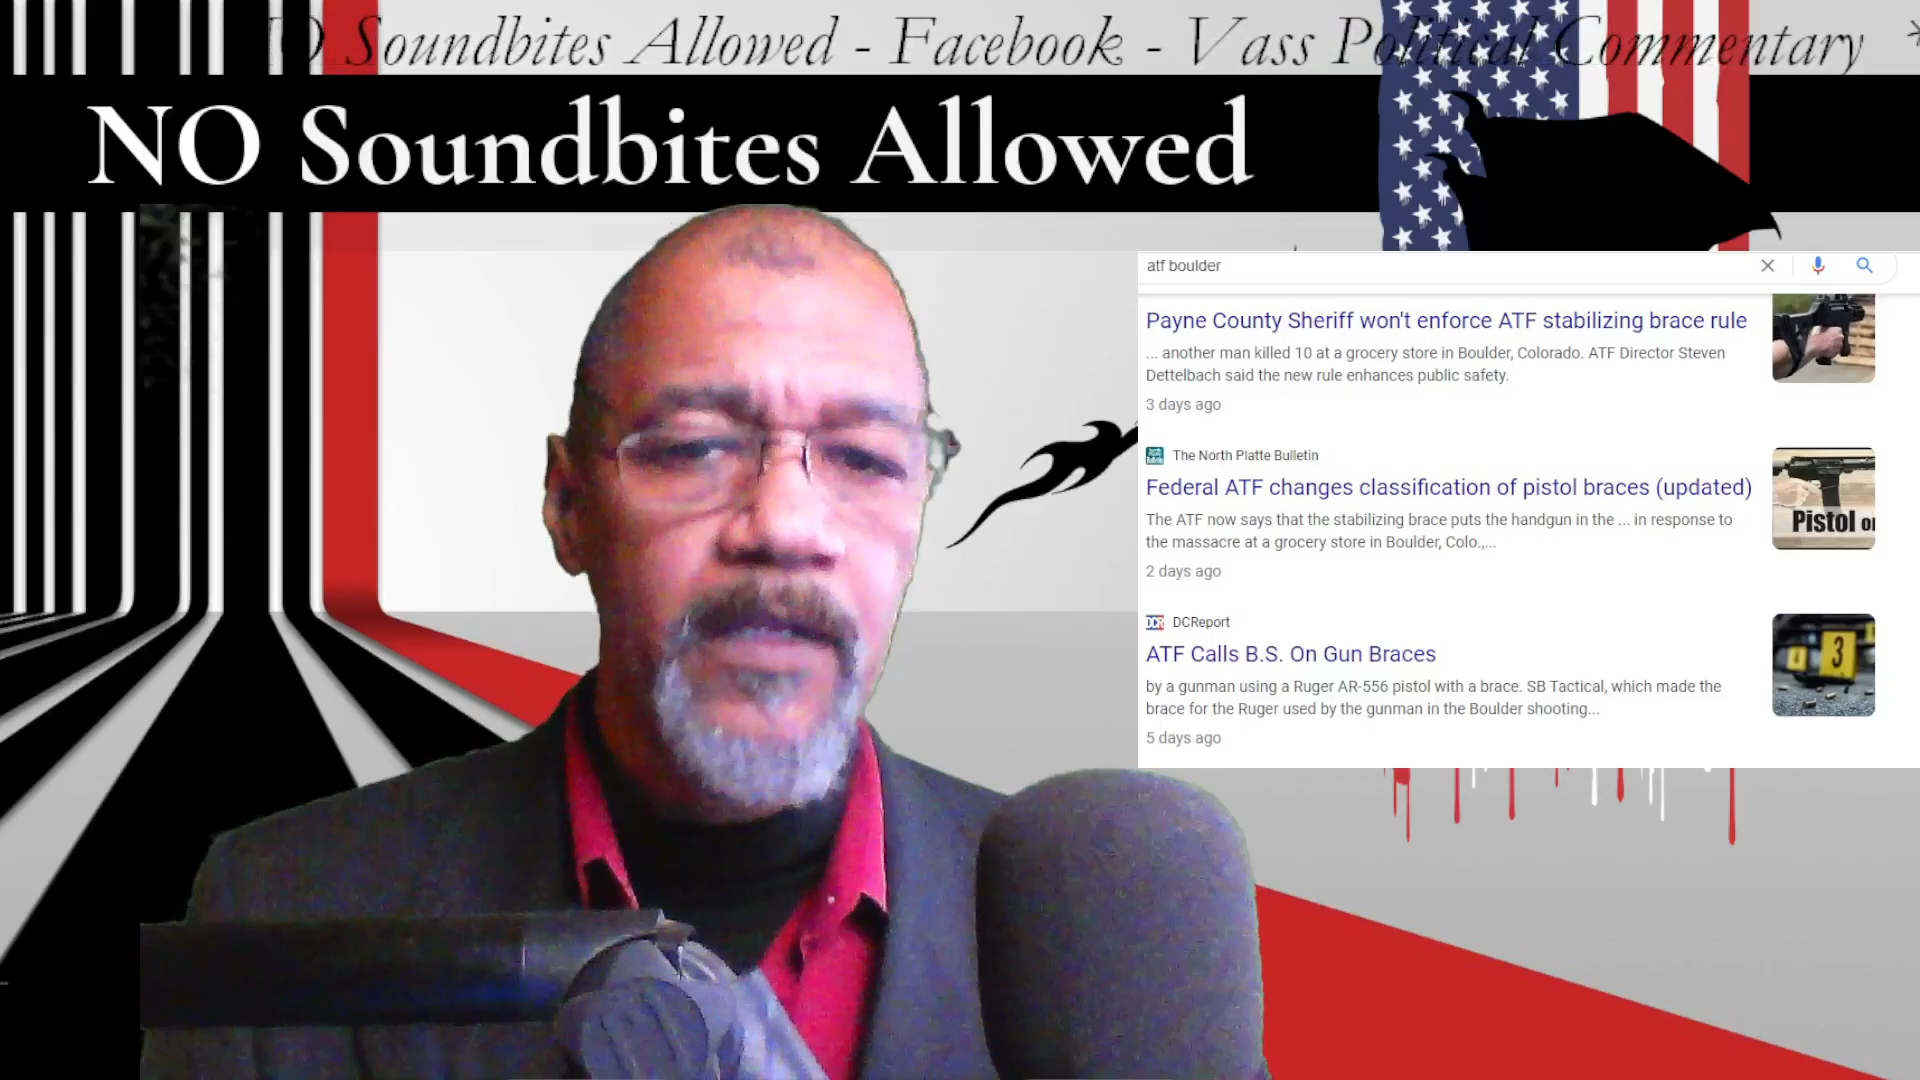 Soundbites Allowed - Facebook - Vass Political Commentary *
NO Soundbites Allowed
atf boulder
Payne County Sheriff won't enforce ATF stabilizing brace rule
... another man killed 10 at a grocery store in Boulder, Colorado. ATF Director Steven
Dettelbach said the new rule enhances public safety.
3 days ago
The North Platte Bulletin
Federal ATF changes classification of pistol braces (updated)
The ATF now says that the stabilizing brace puts the handgun in the ... in response to
the massacre at a grocery store in Boulder, Colo.,...
Pistol
2 days ago
DCR DCReport
ATF Calls B.S. On Gun Braces
4 3
by a gunman using a Ruger AR-556 pistol with a brace. SB Tactical, which made the
brace for the Ruger used by the gunman in the Boulder shooting...
5 days ago